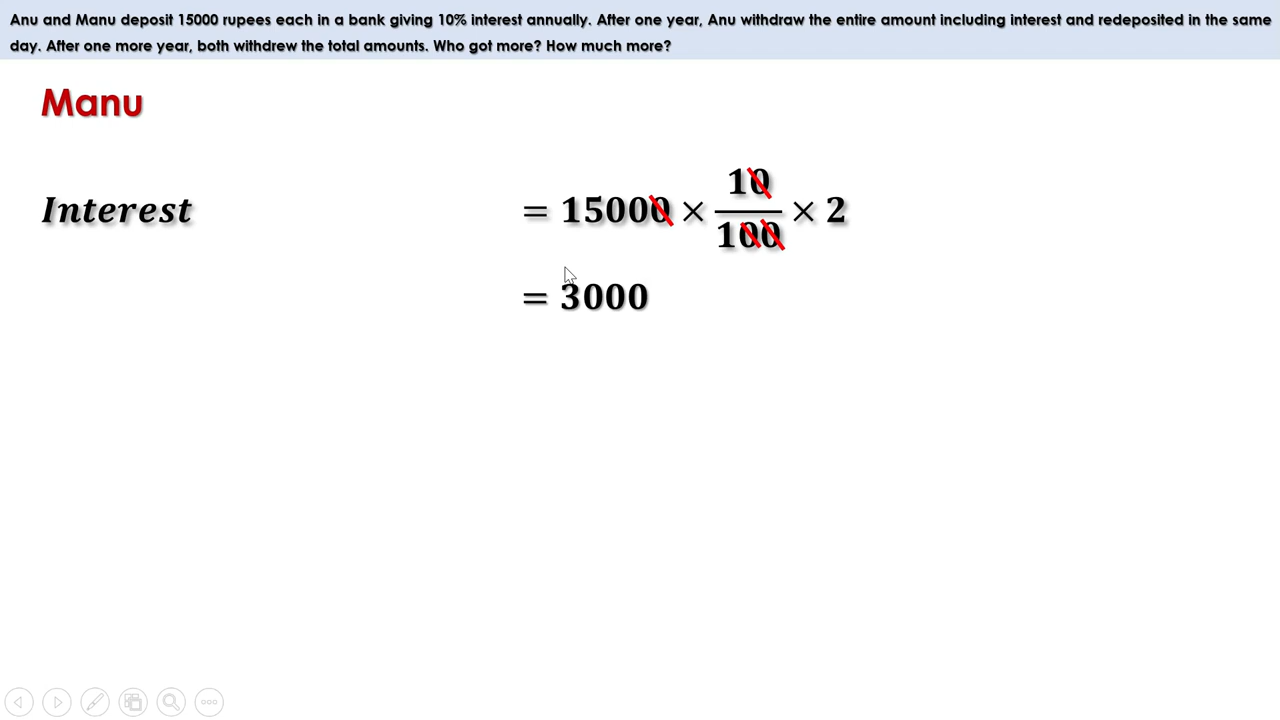 Anu and Manu deposit 15000 rupees each in a bank giving 10% interest annually. After one year, Anu withdraw the entire amount including interest and redeposited in the same
day. After one more year, both withdrew the total amounts. Who got more? How much more?
Manu
Interest = 15000 × 10/100 × 2
= 3000